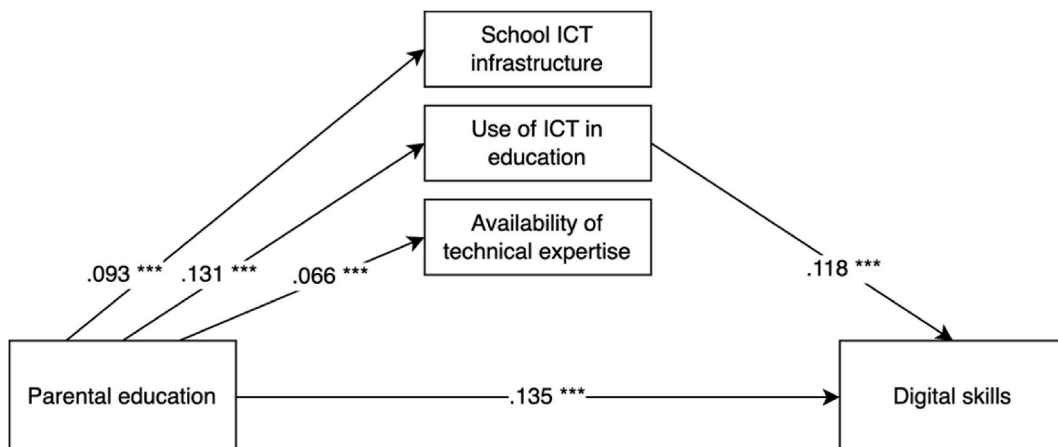 School ICT
infrastructure
Use of ICT in
education
Availability of
technical expertise
.093 ***
.131 ***
.066 ***
.118 ***
Parental education
.135 ***
Digital skills